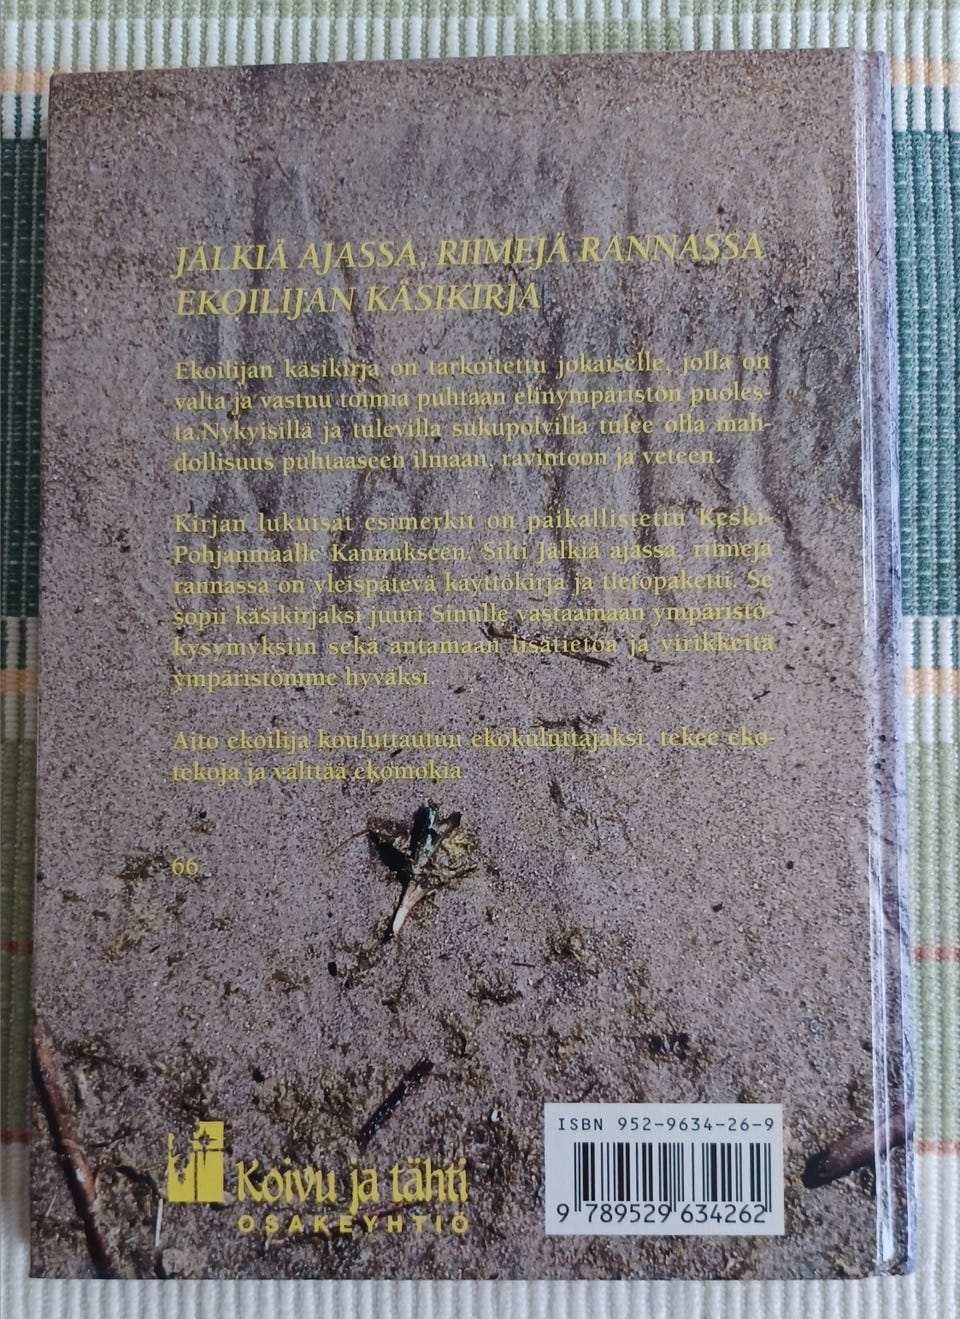 JÄLKIÄ AJASSA, RIIMEJÄ RANNASSA
EKOILIJAN KÄSIKIRJA
Ekoilijan käsikirja on tarkoitettu jokaiselle, jolla on
valta ja vastuu toimia puhtaan elinympäristön puoles-
ta.Nykyisillä ja tulevilla sukupolvilla tulee olla mah-
dollisuus puhtaaseen ilmaan, ravintoon ja veteen.
Kirjan lukuisat esimerkit on paikallistettu Keski-
Pohjanmaalle Kannukseen. Silti Jälkiä ajassa, riimejä
rannassa on yleispätevä käyttökirja ja tietopaketti. Se
sopii käsikirjaksi juuri Sinulle vastaamaan ympäristö-
kysymyksiin sekä antamaan lisätietoa ja virikkeitä
ympäristömme hyväksi.
Aito ekoilija kouluttautuu ekokuluttajaksi, tekee eko-
tekoja ja välttää ekomokia.
66
Koivu ja tähti
OSAKEYHTIÖ
ISBN 952-9634-26-9
9 789529 634262